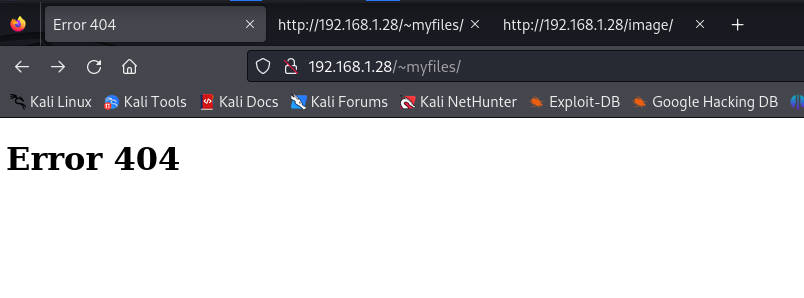 Error 404
http://192.168.1.28/~myfiles/
http://192.168.1.28/image/
192.168.1.28/~myfiles/
Kali Linux
Kali Tools
Kali Docs
Kali Forums
Kali NetHunter
Exploit-DB
Google Hacking DB
Error 404